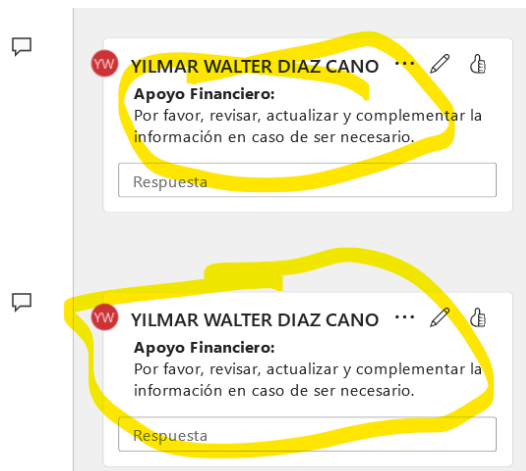 YW YILMAR WALTER DIAZ CANO ...
Apoyo Financiero:
Por favor, revisar, actualizar y complementar la
información en caso de ser necesario.
Respuesta
YW YILMAR WALTER DIAZ CANO ...
Apoyo Financiero:
Por favor, revisar, actualizar y complementar la
información en caso de ser necesario.
Respuesta